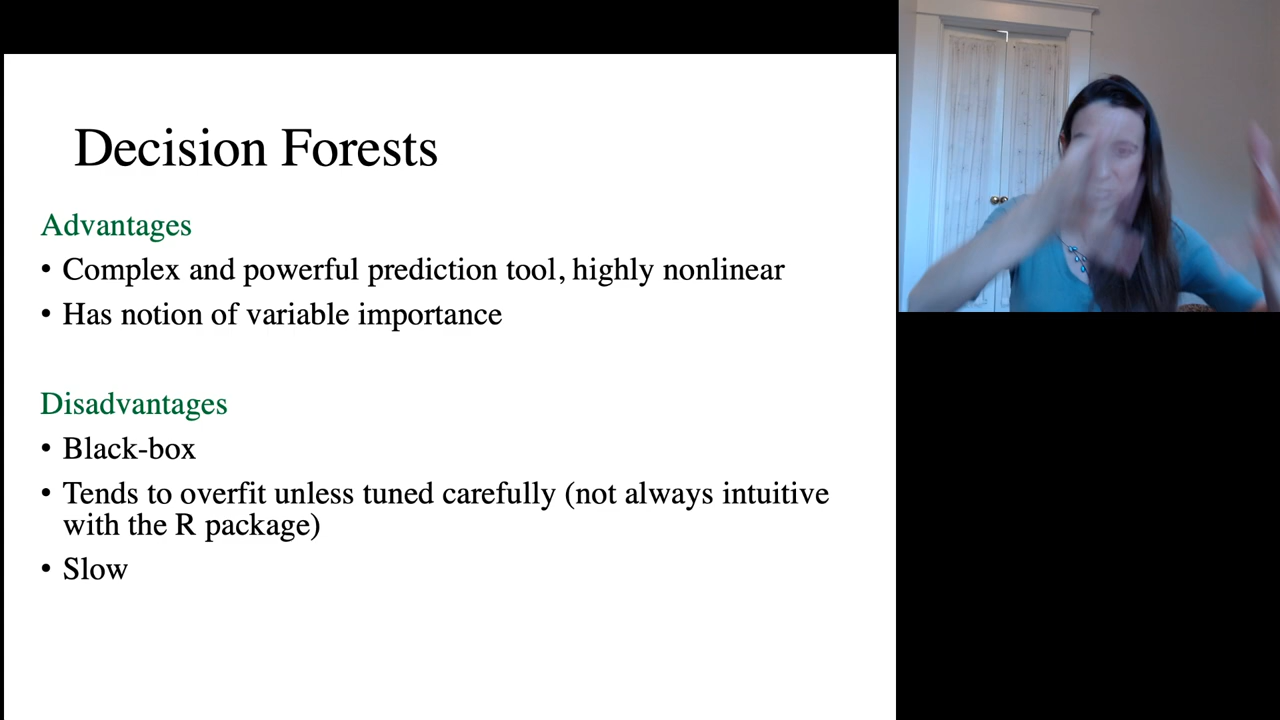 Decision Forests
Advantages
• Complex and powerful prediction tool, highly nonlinear
• Has notion of variable importance
Disadvantages
• Black-box
• Tends to overfit unless tuned carefully (not always intuitive
with the R package)
• Slow